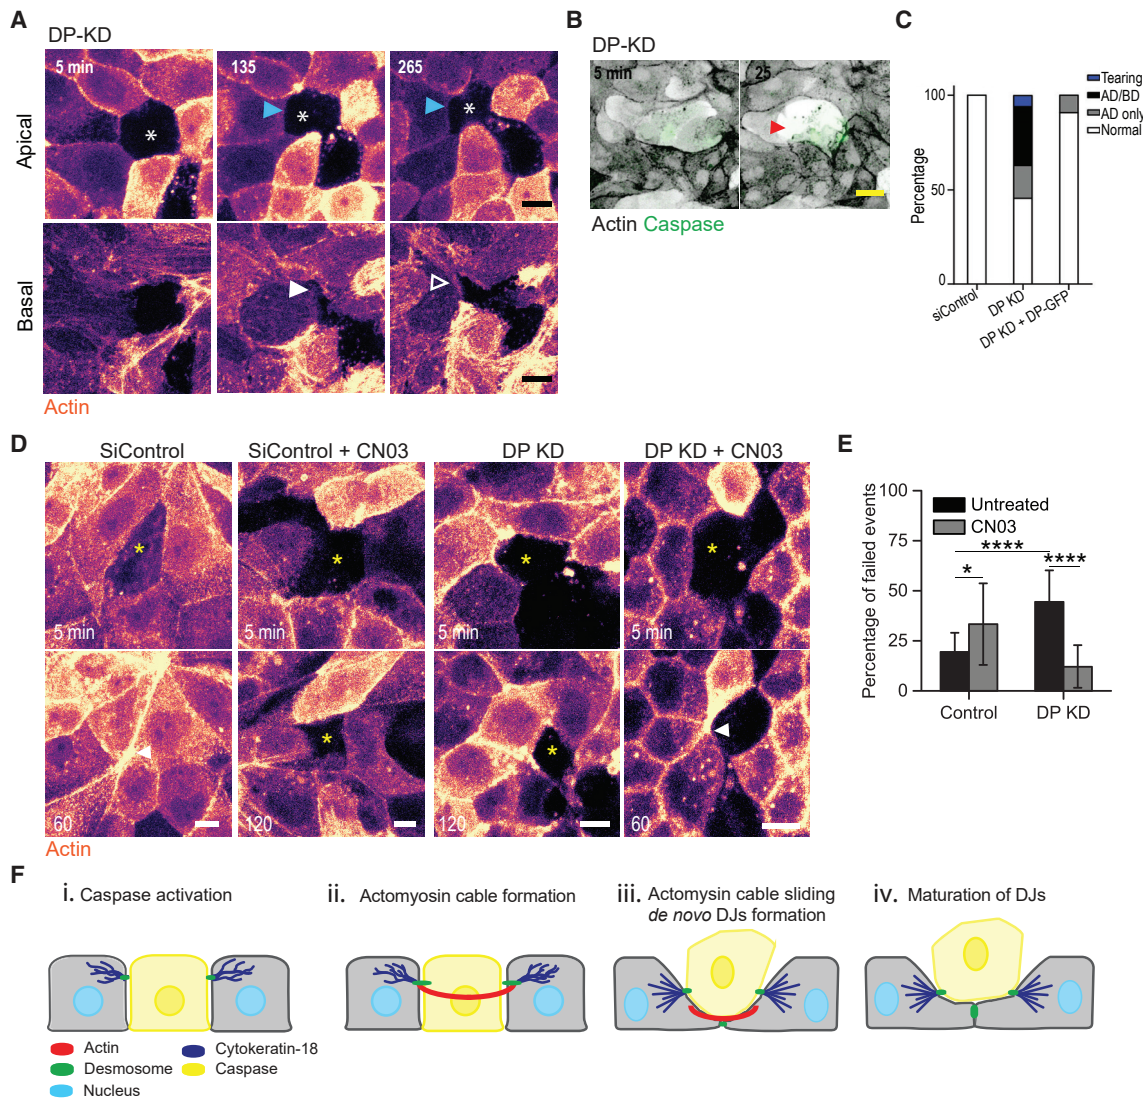 A
DP-KD
5 min
135
265
Apical
*
*
*
Basal
Actin
B
DP-KD
5 min
25
Actin Caspase
C
Percentage
100
50
0
Tearing
AD/BD
AD only
Normal
siControl
DP KD
DP KD + DP-GFP
D
SiControl
SiControl + CN03
DP KD
DP KD + CN03
*
*
*
*
5 min
5 min
5 min
5 min
*
*
60
120
120
60
Actin
E
Percentage of failed events
100
75
50
25
0
Untreated
CN03
****
****
*
Control
DP KD
F
i. Caspase activation
ii. Actomyosin cable formation
iii. Actomysin cable sliding
de novo DJs formation
iv. Maturation of DJs
Actin
Desmosome
Nucleus
Cytokeratin-18
Caspase